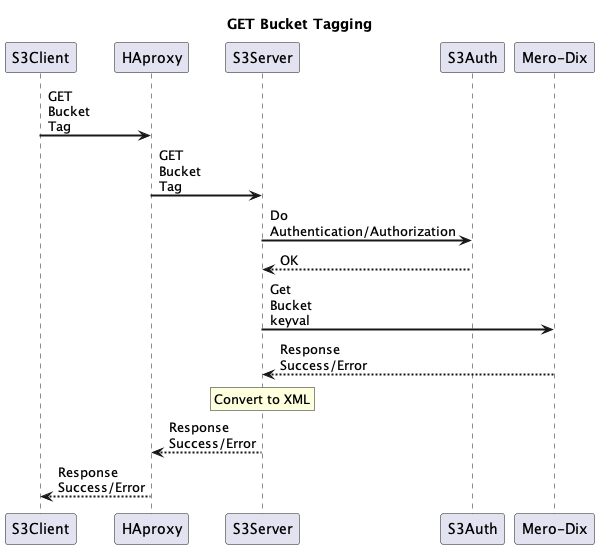 GET Bucket Tagging
S3Client HAproxy S3Server S3Auth Mero-Dix
GET
Bucket
Tag
GET
Bucket
Tag
Do
Authentication/Authorization
OK
Get
Bucket
keyval
Response
Success/Error
Convert to XML
Response
Success/Error
Response
Success/Error
S3Client HAproxy S3Server S3Auth Mero-Dix